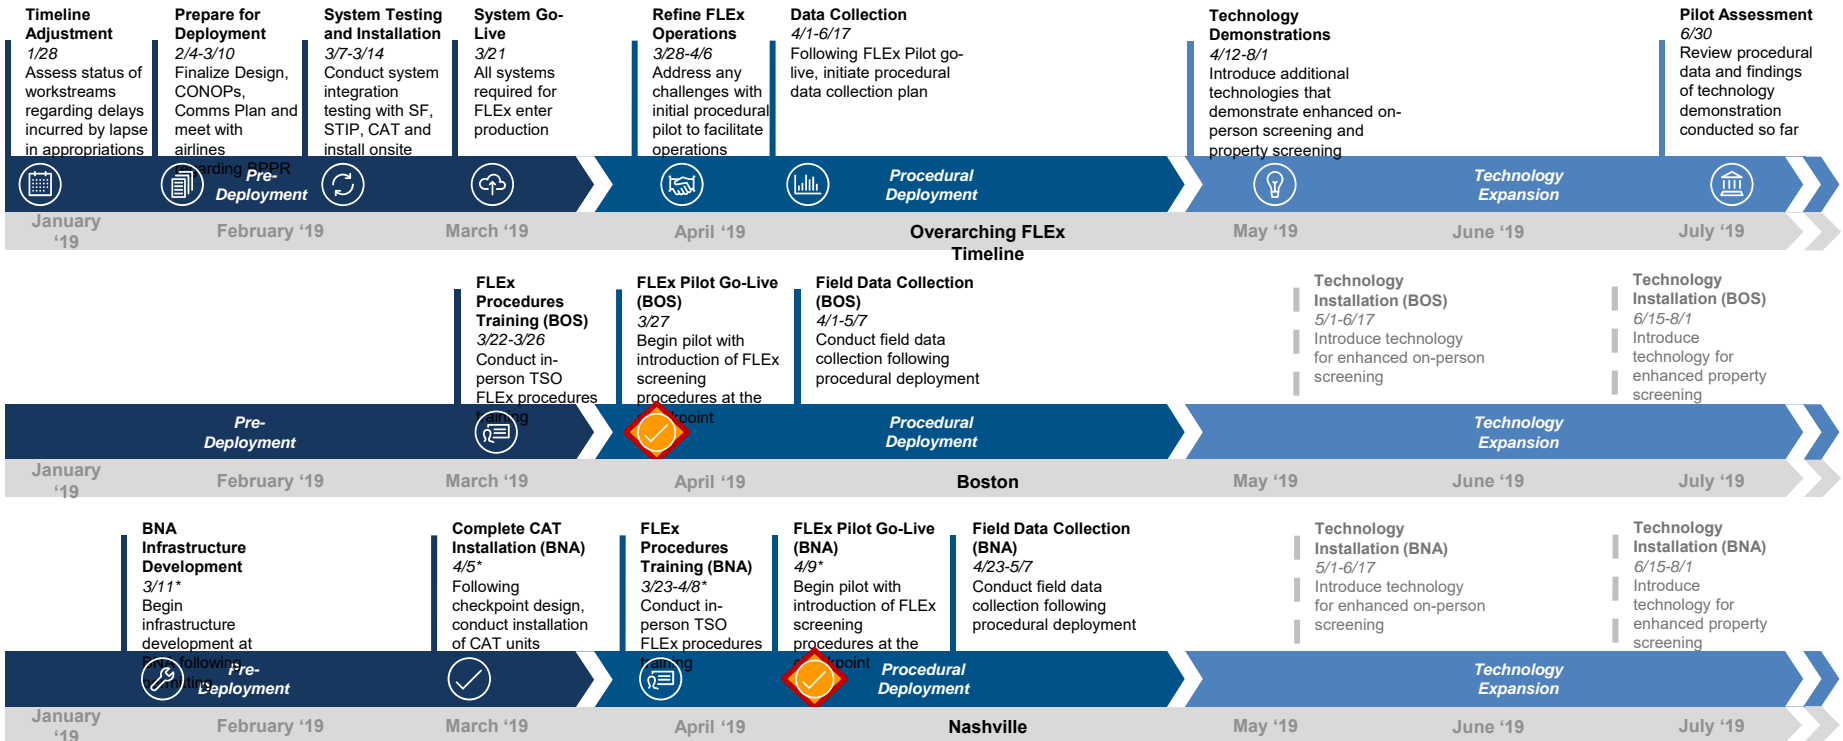 Timeline
Adjustment
1/28
Assess status of
workstreams
regarding delays
incurred by lapse
in appropriations
Prepare for
Deployment
2/4-3/10
Finalize Design,
CONOPs,
Comms Plan and
meet with
airlines
regarding BPPR
System Testing
and Installation
3/7-3/14
Conduct system
integration
testing with SF,
STIP, CAT and
install onsite
System Go-
Live
3/21
All systems
required for
FLEx enter
production
Refine FLEx
Operations
3/28-4/6
Address any
challenges with
initial procedural
pilot to facilitate
operations
Data Collection
4/1-6/17
Following FLEx Pilot go-
live, initiate procedural
data collection plan
Technology
Demonstrations
4/12-8/1
Introduce additional
technologies that
demonstrate enhanced on-
person screening and
property screening
Pilot Assessment
6/30
Review procedural
data and findings
of technology
demonstration
conducted so far
Pre-
Deployment
Procedural
Deployment
Technology
Expansion
January
‘19
February ‘19
March ‘19
April ‘19
Overarching FLEx
Timeline
May ‘19
June ‘19
July ‘19
FLEx
Procedures
Training (BOS)
3/22-3/26
Conduct in-
person TSO
FLEx procedures
training
FLEx Pilot Go-Live
(BOS)
3/27
Begin pilot with
introduction of FLEx
screening
procedures at the
checkpoint
Field Data Collection
(BOS)
4/1-5/7
Conduct field data
collection following
procedural deployment
Technology
Installation (BOS)
5/1-6/17
Introduce technology
for enhanced on-person
screening
Technology
Installation (BOS)
6/15-8/1
Introduce
technology for
enhanced property
screening
Pre-
Deployment
Procedural
Deployment
Technology
Expansion
January
‘19
February ‘19
March ‘19
April ‘19
Boston
May ‘19
June ‘19
July ‘19
BNA
Infrastructure
Development
3/11*
Begin
infrastructure
development at
BNA following
permitting
Complete CAT
Installation (BNA)
4/5*
Following
checkpoint design,
conduct installation
of CAT units
FLEx
Procedures
Training (BNA)
3/23-4/8*
Conduct in-
person TSO
FLEx procedures
training
FLEx Pilot Go-Live
(BNA)
4/9*
Begin pilot with
introduction of FLEx
screening
procedures at the
checkpoint
Field Data Collection
(BNA)
4/23-5/7
Conduct field data
collection following
procedural deployment
Technology
Installation (BNA)
5/1-6/17
Introduce technology
for enhanced on-person
screening
Technology
Installation (BNA)
6/15-8/1
Introduce
technology for
enhanced property
screening
Pre-
Deployment
Procedural
Deployment
Technology
Expansion
January
‘19
February ‘19
March ‘19
April ‘19
Nashville
May ‘19
June ‘19
July ‘19